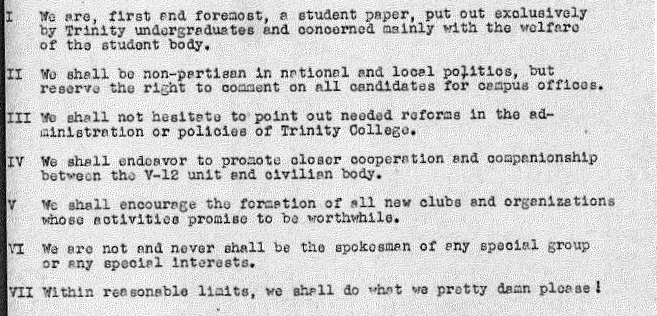 I We are, first and foremost, a student paper, put out exclusively
by Trinity undergraduates and concerned mainly with the welfare
of the student body.
II We shall be non-partisan in national and local politics, but
reserve the right to comment on all candidates for campus offices.
III We shall not hesitate to point out needed reforms in the ad-
ministration or policies of Trinity College.
IV We shall endeavor to promote closer cooperation and companionship
between the V-12 unit and civilian body.
V We shall encourage the formation of all new clubs and organizations
whose activities promise to be worthwhile.
VI We are not and never shall be the spokesman of any special group
or any special interests.
VII Within reasonable limits, we shall do what we pretty damn please!